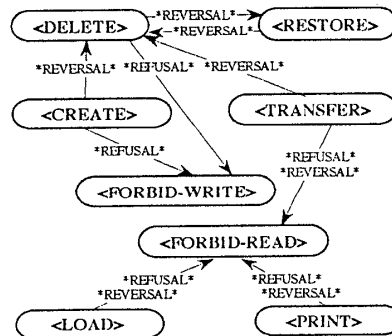 <DELETE> *REVERSAL* <RESTORE>
*REVERSAL*
*REVERSAL* *REFUSAL* *REVERSAL*
<CREATE> <TRANSFER>
*REFUSAL* *REFUSAL*
*REVERSAL*
<FORBID-WRITE>
<FORBID-READ>
*REFUSAL* *REFUSAL*
*REVERSAL* *REVERSAL*
<LOAD> <PRINT>